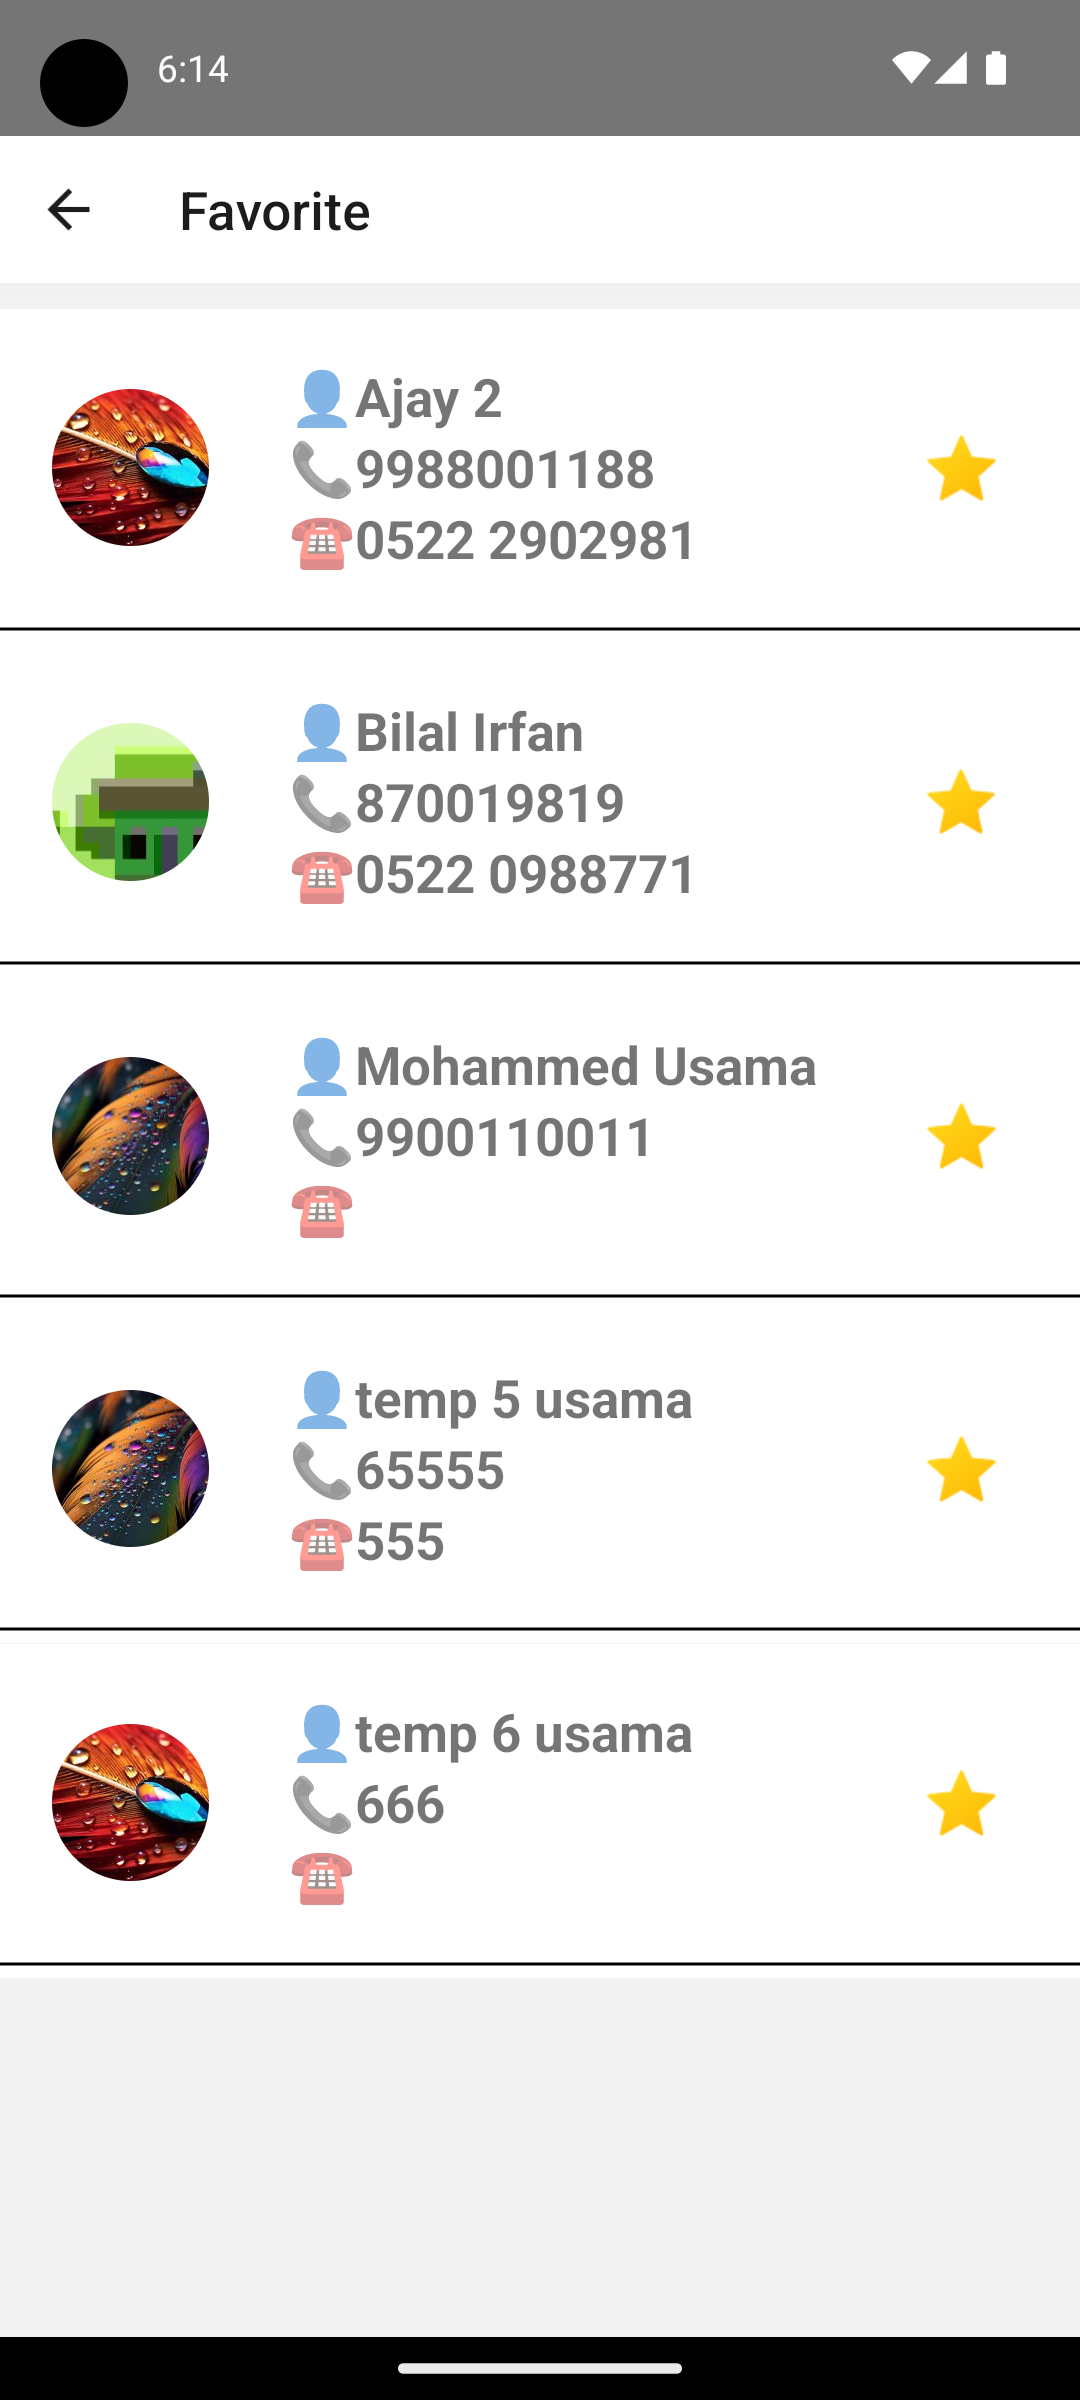 6:14
Favorite
👤Ajay 2
📞9988001188
☎️0522 2902981
👤Bilal Irfan
📞870019819
☎️0522 0988771
👤Mohammed Usama
📞9900110011
☎️
👤temp 5 usama
📞65555
☎️555
👤temp 6 usama
📞666
☎️